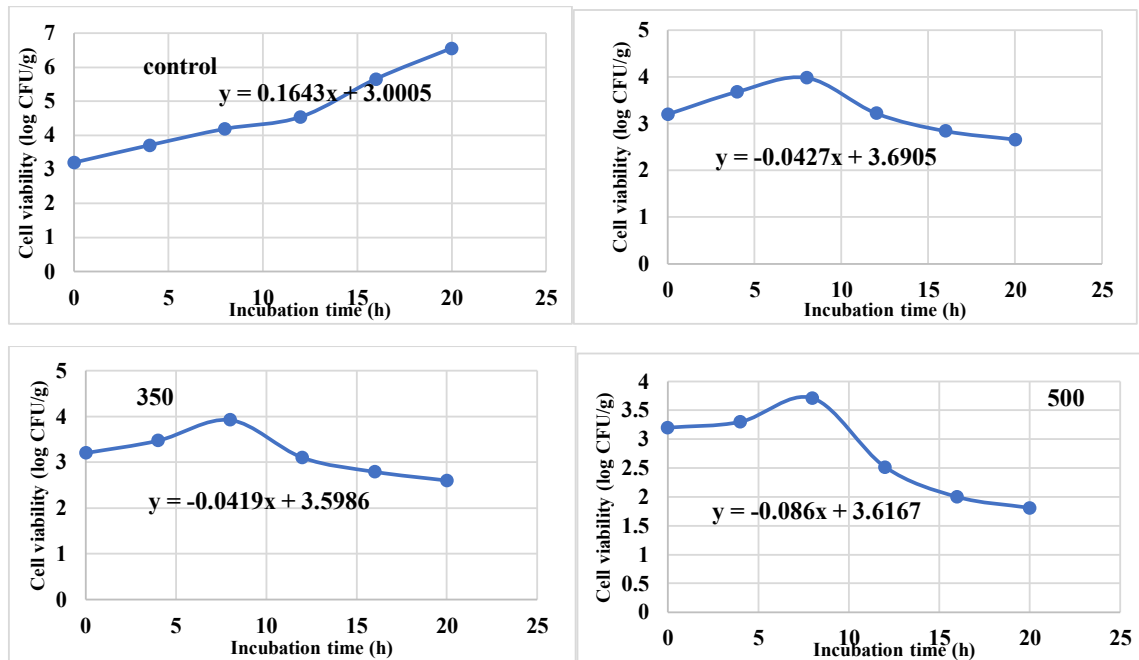 Cell viability (log CFU/g)
7
6
5
4
3
2
1
0
control
y = 0.1643x + 3.0005
0 5 10 15 20 25
Incubation time (h)
Cell viability (log CFU/g)
5
4
3
2
1
0
y = -0.0427x + 3.6905
0 5 10 15 20 25
Incubation time (h)
Cell viability (log CFU/g)
5
4
3
2
1
0
350
y = -0.0419x + 3.5986
0 5 10 15 20 25
Incubation time (h)
Cell viability (log CFU/g)
4
3.5
3
2.5
2
1.5
1
0.5
0
500
y = -0.086x + 3.6167
0 5 10 15 20 25
Incubation time (h)